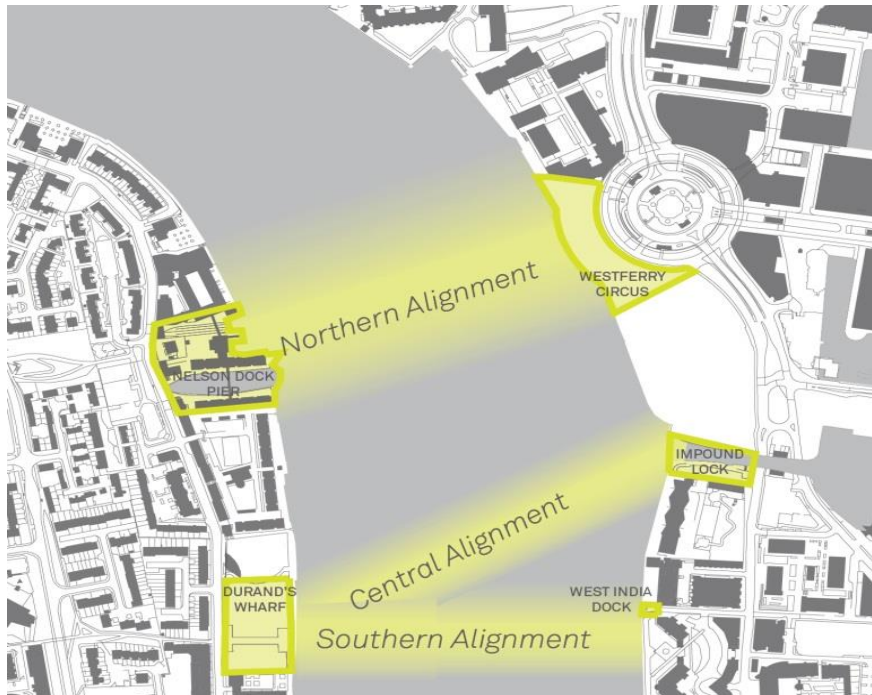 WESTFERRY
CIRCUS
Northern Alignment
NELSON DOCK
PIER
IMPOUND
LOCK
Central Alignment
DURAND'S
WHARF
WEST INDIA
DOCK
Southern Alignment